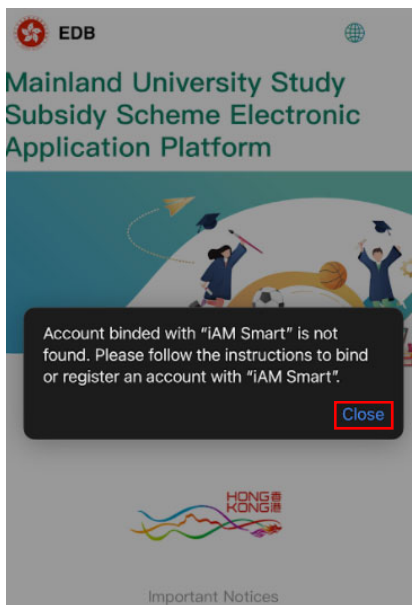 EDB
Mainland University Study
Subsidy Scheme Electronic
Application Platform
Account binded with “iAM Smart” is not
found. Please follow the instructions to bind
or register an account with “iAM Smart”.
Close
HONG 香
KONG 港
Important Notices